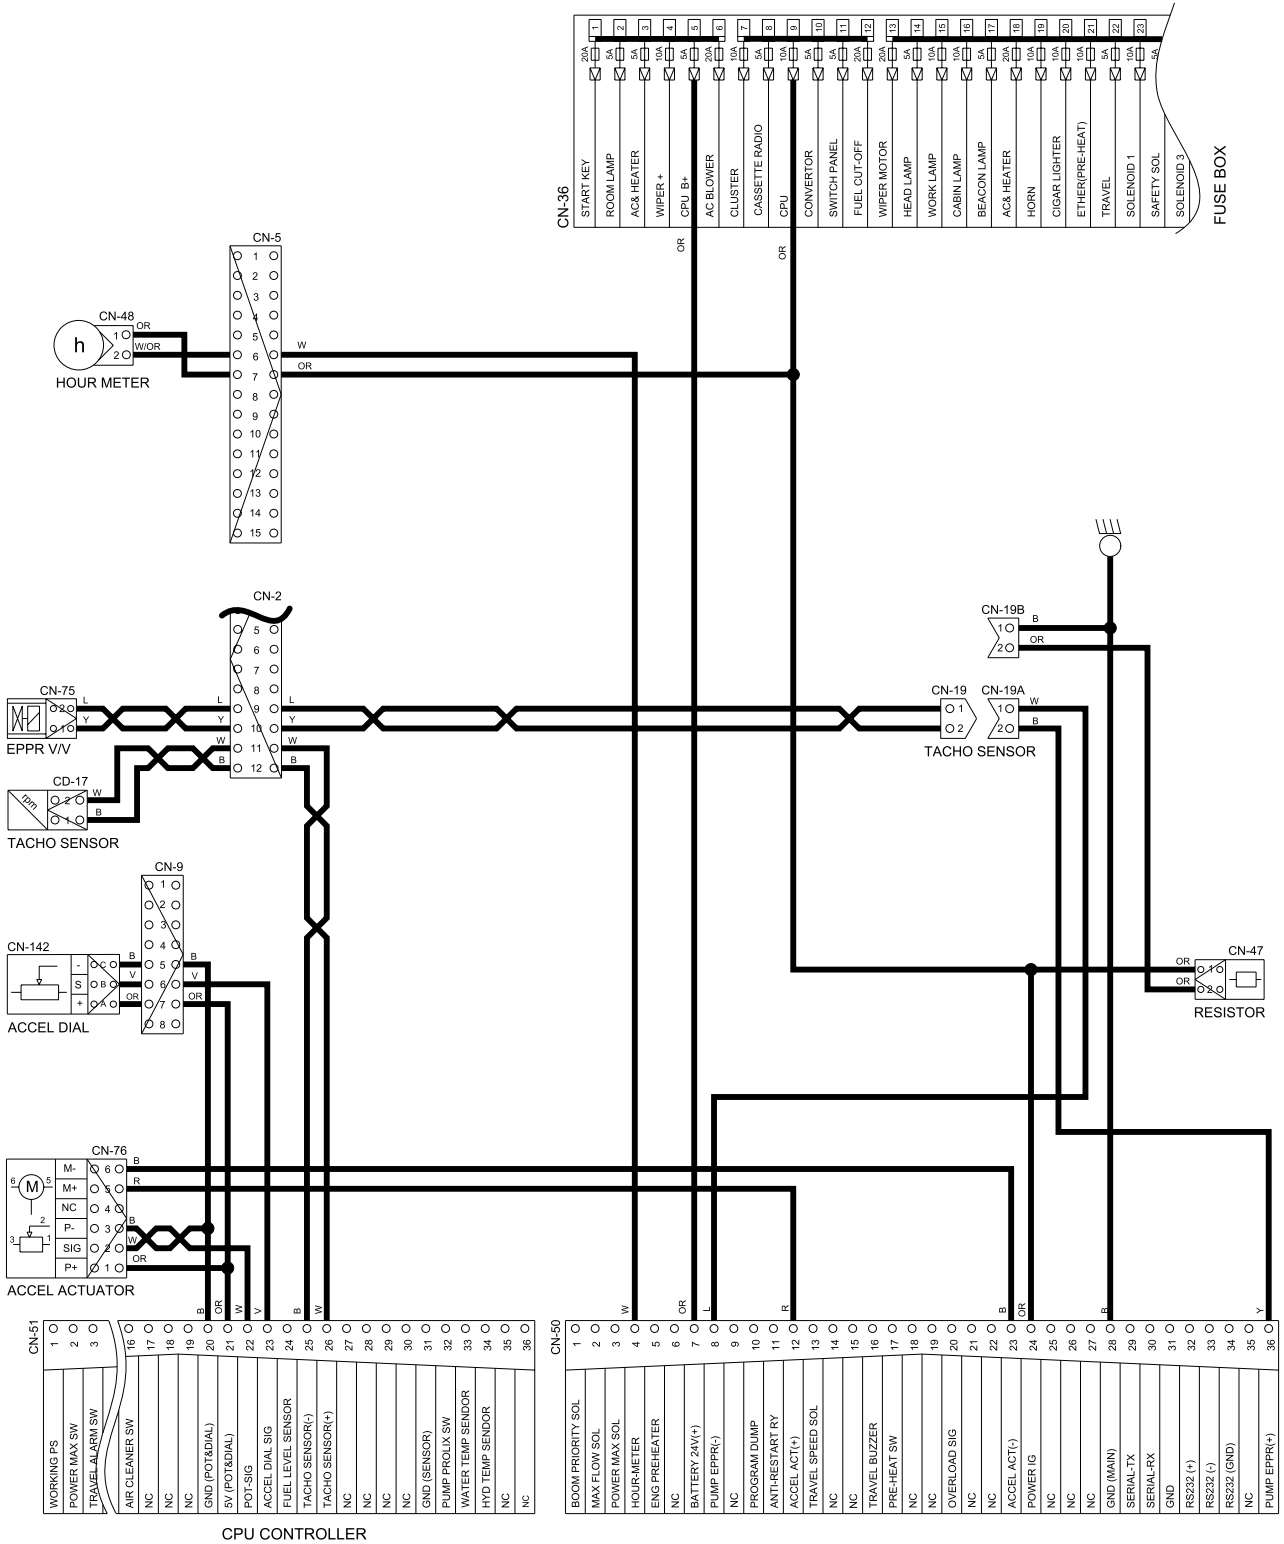 1 2 3 4 5 6 7 8 9 10 11 12 13 14 15 16 17 18 19 20 21 22 23
20A 5A 5A 10A 5A 20A 10A 5A 10A 5A 5A 10A 20A 5A 10A 10A 5A 20A 10A 10A 5A 5A 10A 5A
START KEY
ROOM LAMP
AC& HEATER
WIPER +
CPU B+
AC BLOWER
CLUSTER
CASSETTE RADIO
CPU
CONVERTOR
SWITCH PANEL
FUEL CUT-OFF
WIPER MOTOR
HEAD LAMP
WORK LAMP
CABIN LAMP
BEACON LAMP
AC& HEATER
HORN
CIGAR LIGHTER
ETHER(PRE-HEAT)
TRAVEL
SOLENOID 1
SAFETY SOL
SOLENOID 3
CN-36
FUSE BOX
OR
OR
CN-5
1
2
3
4
5
6
7
8
9
10
11
12
13
14
15
CN-48
h
1 OR
2 W/OR
HOUR METER
W
OR
CN-2
5
6
7
8
9
10
11
12
CN-75
2 L
1 Y
EPPR V/V
L L
Y Y
W W
B B
CD-17
rpm
2 W
1 B
TACHO SENSOR
CN-19B
1 B
2 OR
CN-19
1
2
CN-19A
1 W
2 B
TACHO SENSOR
CN-9
1
2
3
4
5
6
7
8
CN-142
- C B
S B V
+ A OR
ACCEL DIAL
B
V
OR
CN-47
OR 1
OR 2
RESISTOR
CN-76
6 M 5
3 2 1
M- 6 B
M+ 5 R
NC 4
P- 3 B
SIG 2 W
P+ 1 OR
ACCEL ACTUATOR
B OR W V B W
W OR L R B OR B Y
CN-51
1 WORKING PS
2 POWER MAX SW
3 TRAVEL ALARM SW
16 AIR CLEANER SW
17 NC
18 NC
19 NC
20 GND (POT&DIAL)
21 5V (POT&DIAL)
22 POT-SIG
23 ACCEL DIAL SIG
24 FUEL LEVEL SENSOR
25 TACHO SENSOR(-)
26 TACHO SENSOR(+)
27 NC
28 NC
29 NC
30 NC
31 GND (SENSOR)
32 PUMP PROLIX SW
33 WATER TEMP SENDOR
34 HYD TEMP SENDOR
35 NC
36 NC
CPU CONTROLLER
CN-50
1 BOOM PRIORITY SOL
2 MAX FLOW SOL
3 POWER MAX SOL
4 HOUR-METER
5 ENG PREHEATER
6 NC
7 BATTERY 24V(+)
8 PUMP EPPR(-)
9 NC
10 PROGRAM DUMP
11 ANTI-RESTART RY
12 ACCEL ACT(+)
13 TRAVEL SPEED SOL
14 NC
15 NC
16 TRAVEL BUZZER
17 PRE-HEAT SW
18 NC
19 NC
20 OVERLOAD SIG
21 NC
22 NC
23 ACCEL ACT(-)
24 POWER IG
25 NC
26 NC
27 NC
28 GND (MAIN)
29 SERIAL-TX
30 SERIAL-RX
31 GND
32 RS232 (+)
33 RS232 (-)
34 RS232 (GND)
35 NC
36 PUMP EPPR(+)